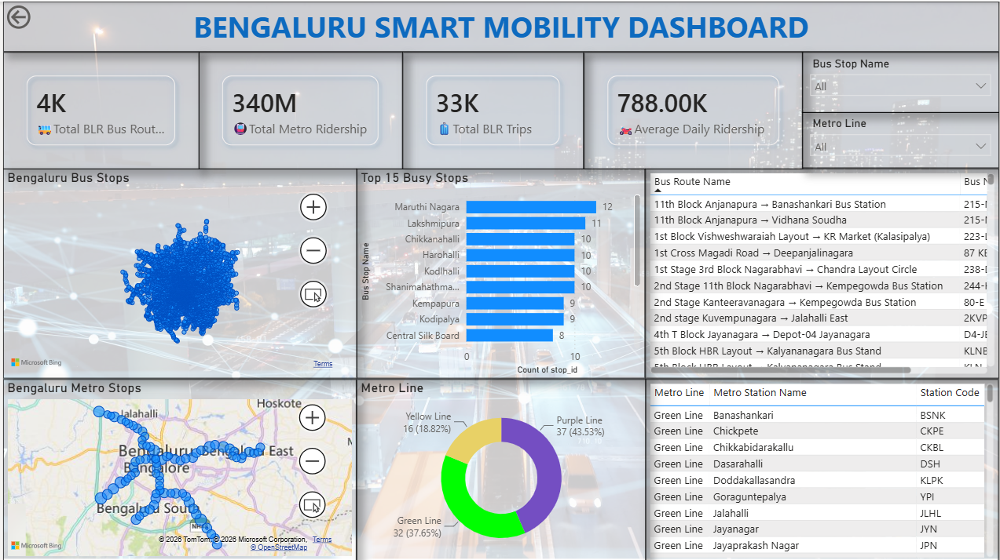 BENGALURU SMART MOBILITY DASHBOARD
4K
Total BLR Bus Rout...
340M
Total Metro Ridership
33K
Total BLR Trips
788.00K
Average Daily Ridership
Bus Stop Name
All
Metro Line
All
Bengaluru Bus Stops
Microsoft Bing
Terms
Top 15 Busy Stops
Bus Stop Name
Maruthi Nagara 12
Lakshmipura 11
Chikkanahalli 10
Harohalli 10
Kodlhalli 10
Shanimahathma... 10
Kempapura 9
Kodipalya 9
Central Silk Board 8
0 10
Count of stop_id
Bus Route Name Bus N
11th Block Anjanapura → Banashankari Bus Station 215-
11th Block Anjanapura → Vidhana Soudha 215-
1st Block Vishweshwaraiah Layout → KR Market (Kalasipalya) 223-
1st Cross Magadi Road → Deepanjalinagara 87 KE
1st Stage 3rd Block Nagarabhavi → Chandra Layout Circle 238-
2nd Stage 11th Block Nagarabhavi → Kempegowda Bus Station 244-
2nd Stage Kanteeravanagara → Kempegowda Bus Station 80-E
2nd stage Kuvempunagara → Jalahalli East 2KVP
4th T Block Jayanagara → Depot-04 Jayanagara D4-JE
5th Block HBR Layout → Kalyananagara Bus Stand KLNE
5th Block HBR Layout → Kalyananagara Bus Stand KLN
Bengaluru Metro Stops
Hoskote
Jalahalli
Bengaluru Bengaluru East
Bangalore
Bengaluru South
Microsoft Bing
© 2026 TomTom, © 2026 Microsoft Corporation, Terms
© OpenStreetMap
Metro Line
Yellow Line
16 (18.82%)
Purple Line
37 (43.53%)
Green Line
32 (37.65%)
Metro Line Metro Station Name Station Code
Green Line Banashankari BSNK
Green Line Chickpete CKPE
Green Line Chikkabidarakallu CKBL
Green Line Dasarahalli DSH
Green Line Doddakallasandra KLPK
Green Line Goraguntepalya YPI
Green Line Jalahalli JLHL
Green Line Jayanagar JYN
Green Line Jayaprakash Nagar JPN